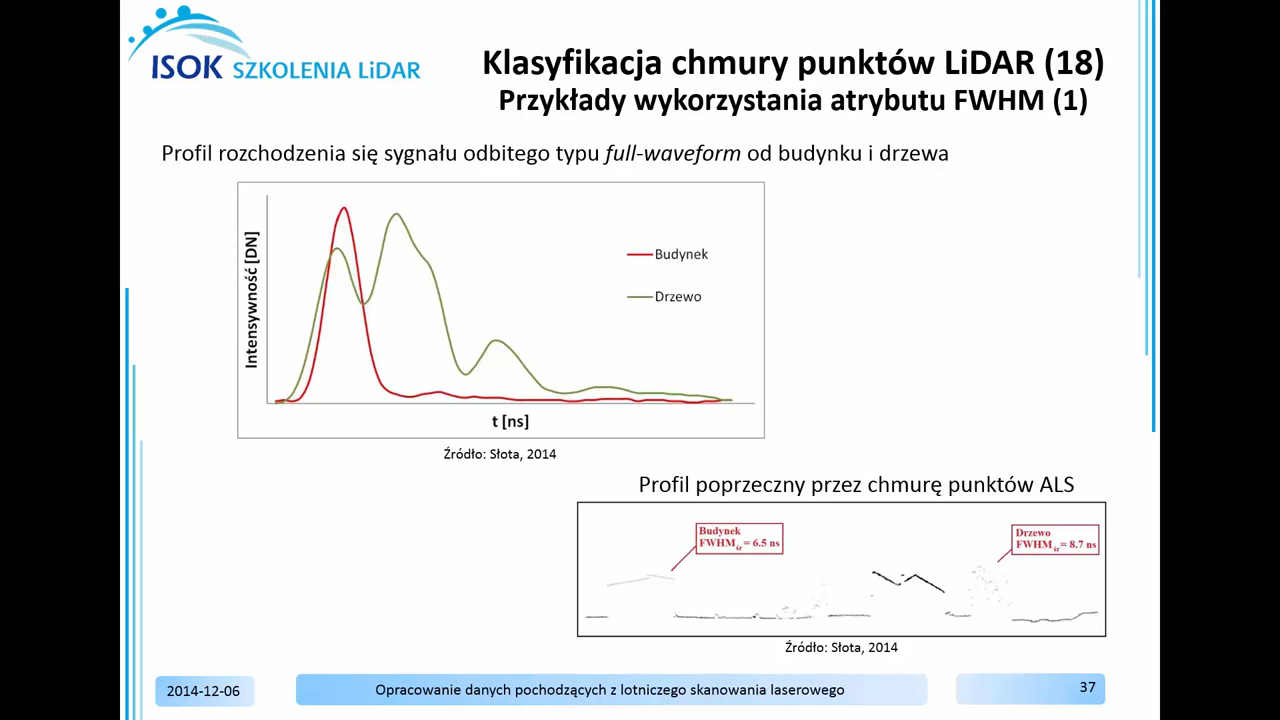 ISOK SZKOLENIA LiDAR
Klasyfikacja chmury punktów LiDAR (18)
Przykłady wykorzystania atrybutu FWHM (1)
Profil rozchodzenia się sygnału odbitego typu full-waveform od budynku i drzewa
Intensywność [DN]
Budynek
Drzewo
t [ns]
Źródło: Słota, 2014
Profil poprzeczny przez chmurę punktów ALS
Budynek
FWHMśr = 6.5 ns
Drzewo
FWHMśr = 8.7 ns
Źródło: Słota, 2014
2014-12-06
Opracowanie danych pochodzących z lotniczego skanowania laserowego
37